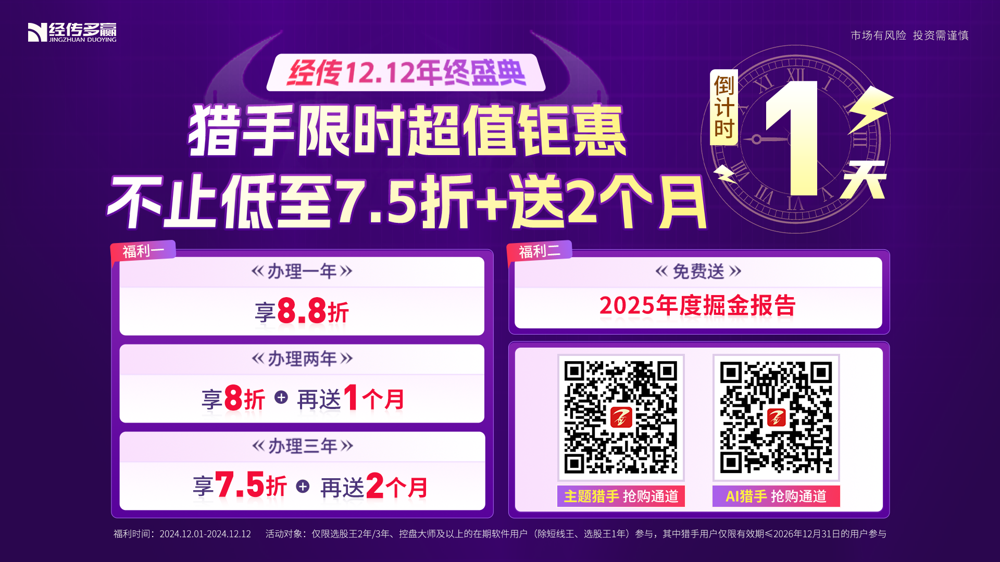 经传多赢
JINGZHUAN DUOYING
市场有风险 投资需谨慎
经传12.12年终盛典
猎手限时超值钜惠
不止低至7.5折+送2个月
倒计时
1天
XII
I
III
V
VI
VII
VIII
XI
福利一
《办理一年》
享8.8折
《办理两年》
享8折 + 再送1个月
《办理三年》
享7.5折 + 再送2个月
福利二
《免费送》
2025年度掘金报告
主题猎手 抢购通道
AI猎手 抢购通道
福利时间：2024.12.01-2024.12.12 活动对象：仅限选股王2年/3年、控盘大师及以上的在期软件用户（除短线王、选股王1年）参与，其中猎手用户仅限有效期≤2026年12月31日的用户参与